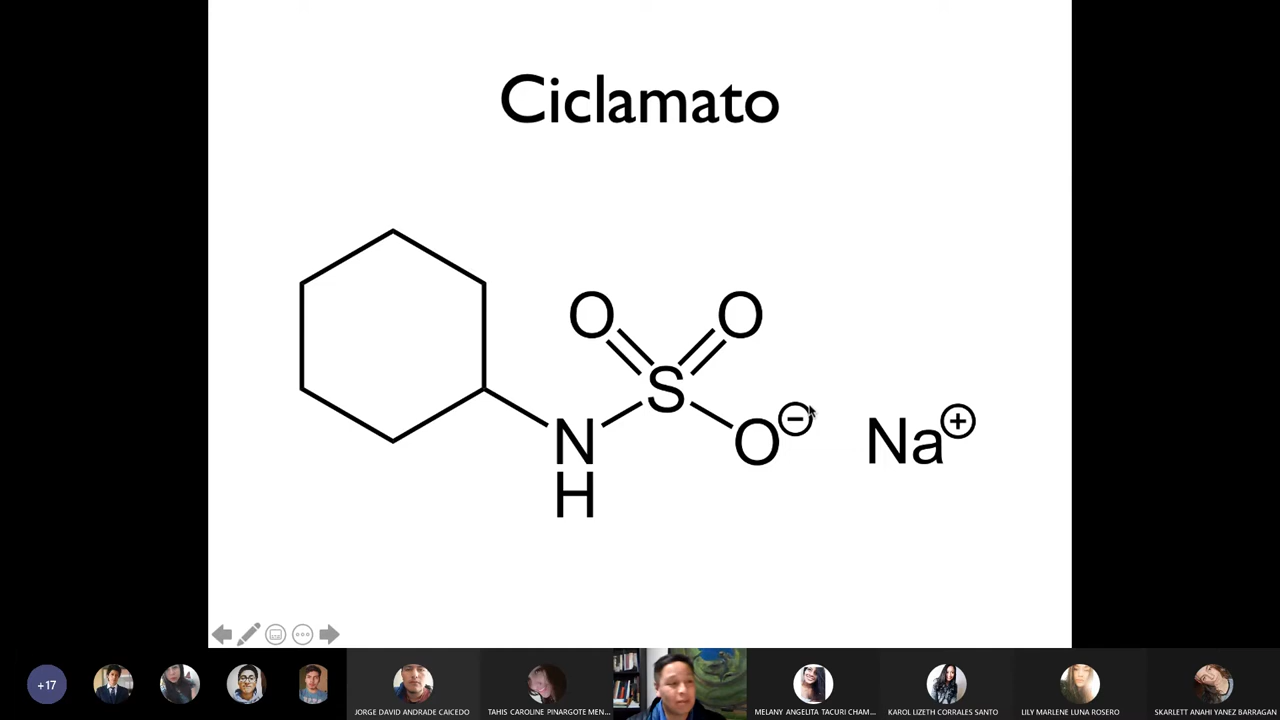 Ciclamato
O O
S
N O− Na+
H
+17
JORGE DAVID ANDRADE CAICEDO
TAHIS CAROLINE PINARGOTE MEN...
MELANY ANGELITA TACURI CHAM...
KAROL LIZETH CORRALES SANTO
LILY MARLENE LUNA ROSERO
SKARLETT ANAHI YANEZ BARRAGAN